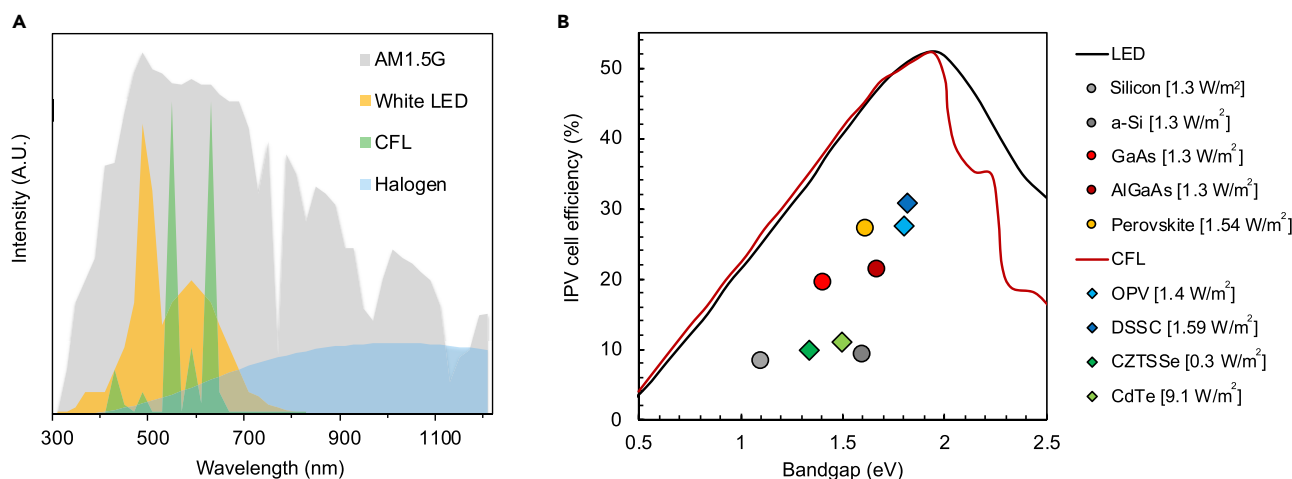 A
AM1.5G
White LED
CFL
Halogen
Intensity (A.U.)
300
500
700
900
1100
Wavelength (nm)
B
50
40
30
20
10
0
IPV cell efficiency (%)
0.5
1
1.5
2
2.5
Bandgap (eV)
LED
Silicon [1.3 W/m²]
a-Si [1.3 W/m²]
GaAs [1.3 W/m²]
AlGaAs [1.3 W/m²]
Perovskite [1.54 W/m²]
CFL
OPV [1.4 W/m²]
DSSC [1.59 W/m²]
CZTSSe [0.3 W/m²]
CdTe [9.1 W/m²]